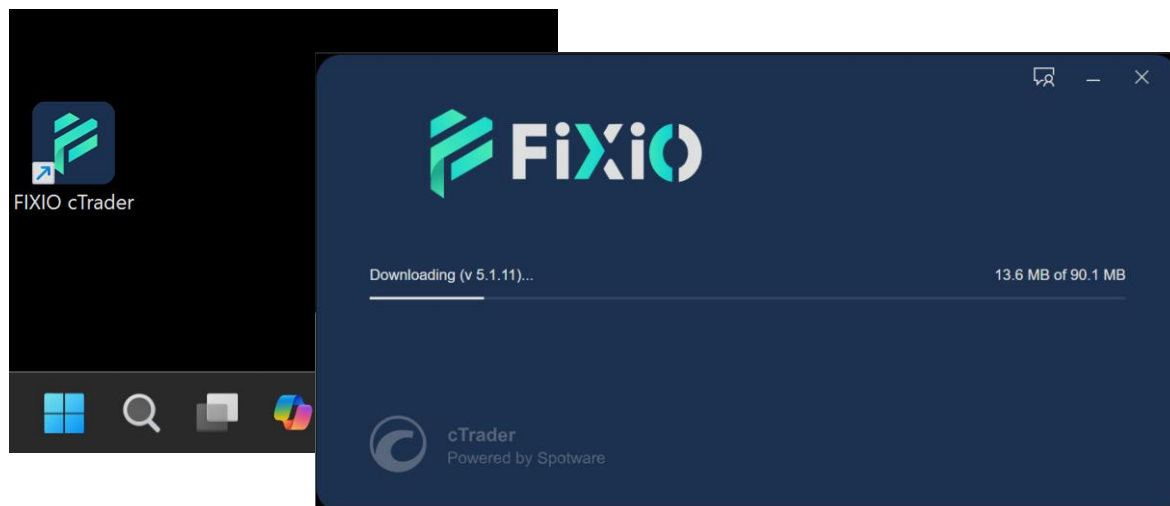 FIXIO cTrader
FiXiO
Downloading (v 5.1.11)...
13.6 MB of 90.1 MB
cTrader
Powered by Spotware